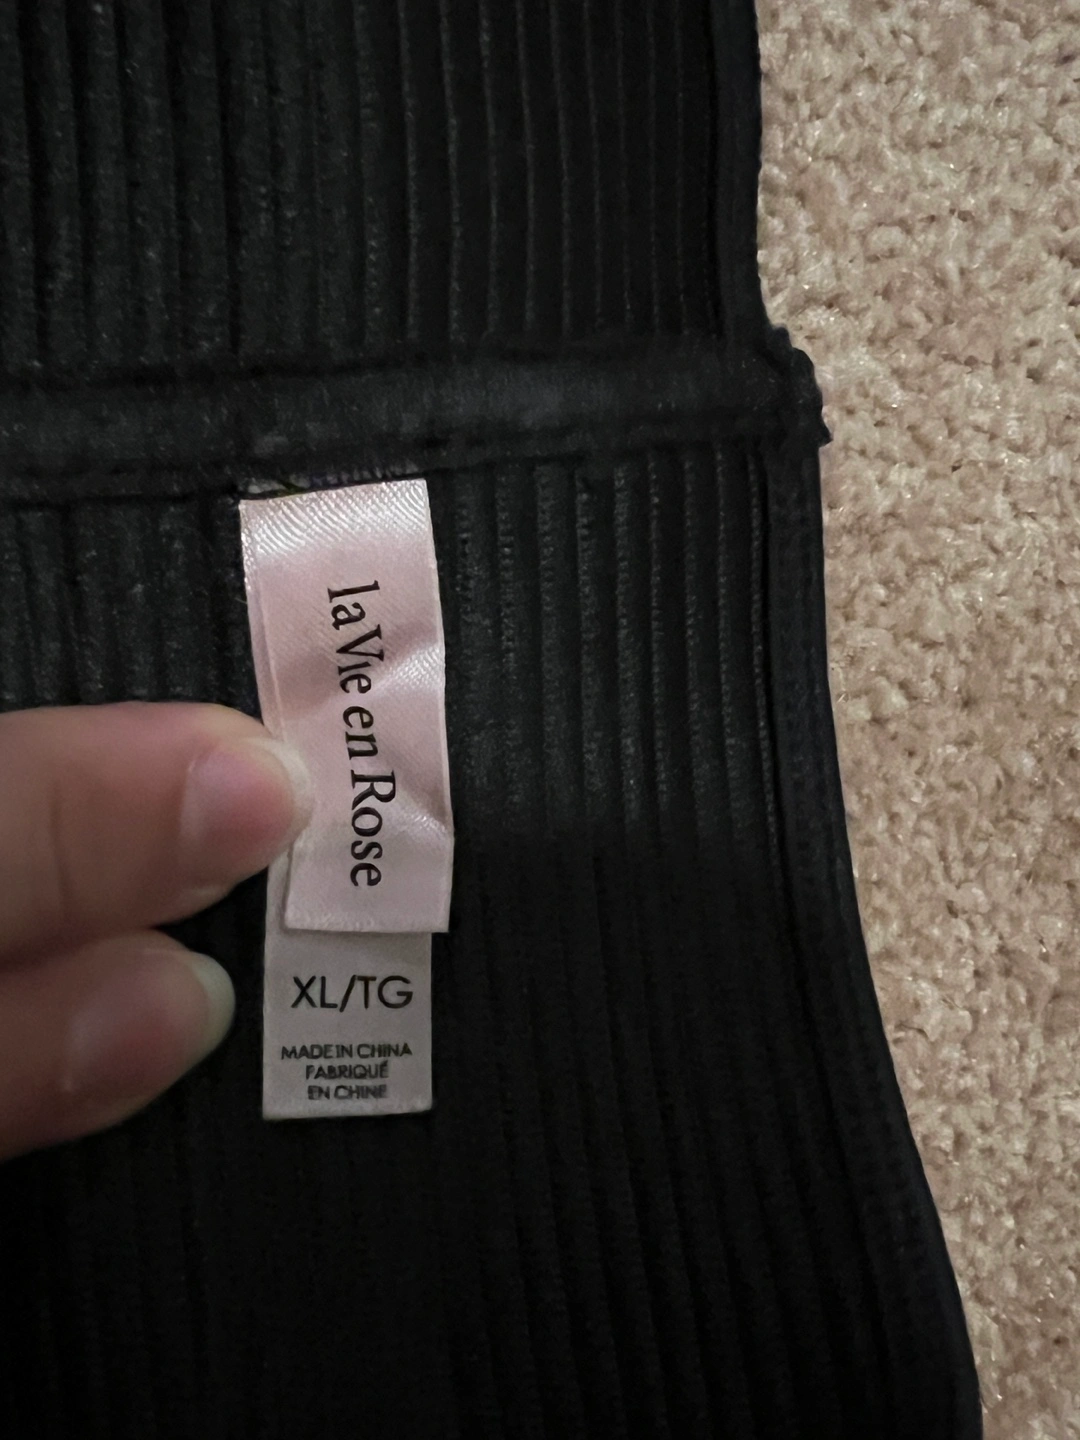 la Vie en Rose
XL/TG
MADE IN CHINA
FABRIQUÉ
EN CHINE